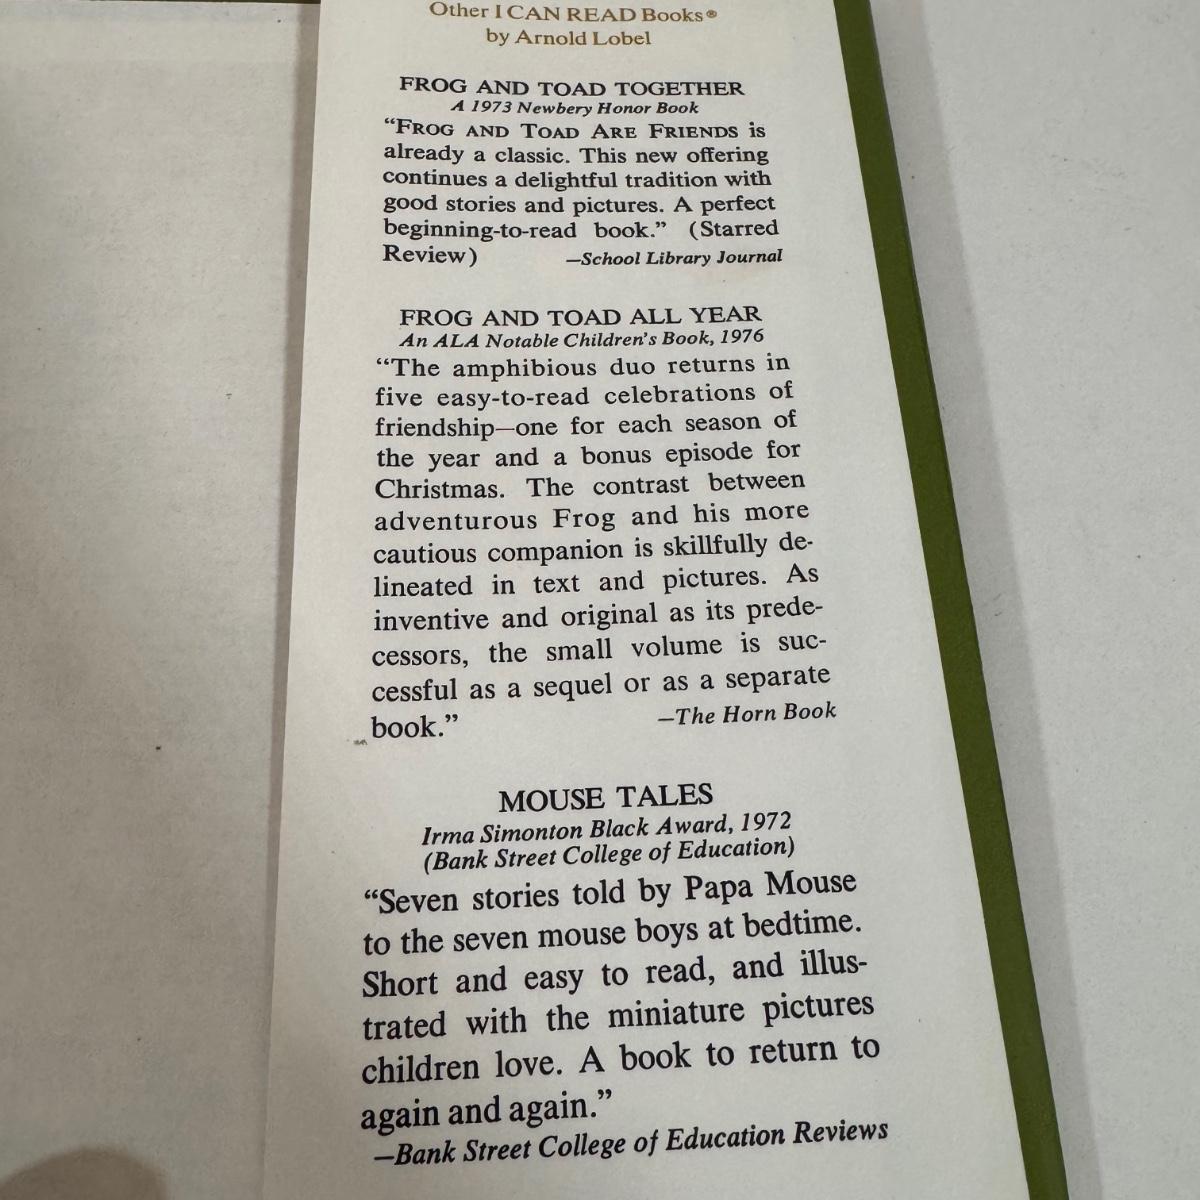 Other I CAN READ Books®
by Arnold Lobel
FROG AND TOAD TOGETHER
A 1973 Newbery Honor Book
“FROG AND TOAD ARE FRIENDS is
already a classic. This new offering
continues a delightful tradition with
good stories and pictures. A perfect
beginning-to-read book.” (Starred
Review) —School Library Journal
FROG AND TOAD ALL YEAR
An ALA Notable Children’s Book, 1976
“The amphibious duo returns in
five easy-to-read celebrations of
friendship—one for each season of
the year and a bonus episode for
Christmas. The contrast between
adventurous Frog and his more
cautious companion is skillfully de-
lineated in text and pictures. As
inventive and original as its prede-
cessors, the small volume is suc-
cessful as a sequel or as a separate
book.” —The Horn Book
MOUSE TALES
Irma Simonton Black Award, 1972
(Bank Street College of Education)
“Seven stories told by Papa Mouse
to the seven mouse boys at bedtime.
Short and easy to read, and illus-
trated with the miniature pictures
children love. A book to return to
again and again.”
—Bank Street College of Education Reviews